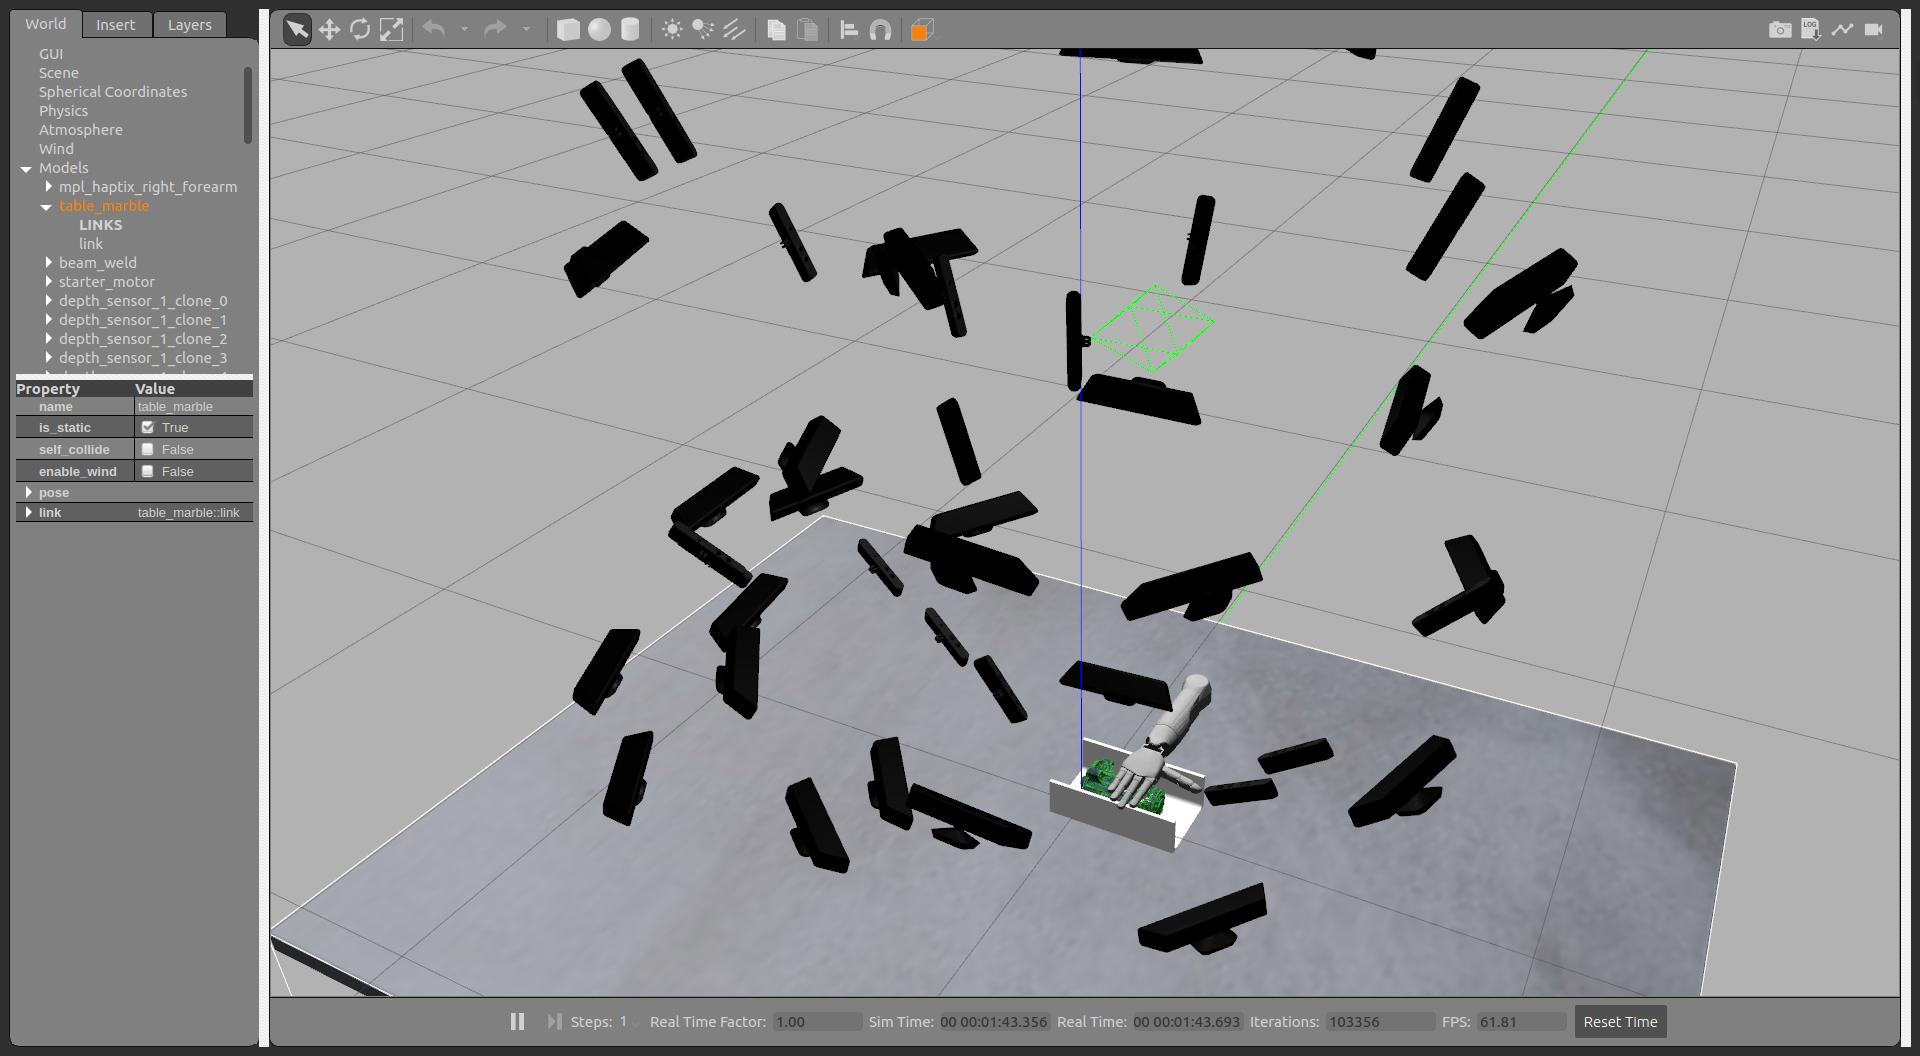 World Insert Layers
GUI
Scene
Spherical Coordinates
Physics
Atmosphere
Wind
Models
mpl_haptix_right_forearm
table_marble
LINKS
link
beam_weld
starter_motor
depth_sensor_1_clone_0
depth_sensor_1_clone_1
depth_sensor_1_clone_2
depth_sensor_1_clone_3
Property Value
name table_marble
is_static True
self_collide False
enable_wind False
pose
link table_marble::link
LOG
Steps: 1 Real Time Factor: 1.00 Sim Time: 00 00:01:43.356 Real Time: 00 00:01:43.693 Iterations: 103356 FPS: 61.81 Reset Time